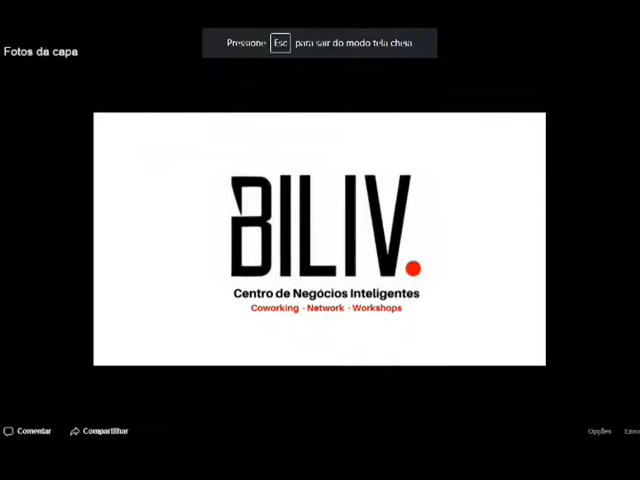 Pressione Esc para sair do modo tela cheia
Fotos da capa
BILIV.
Centro de Negócios Inteligentes
Coworking - Network - Workshops
Comentar Compartilhar Opções